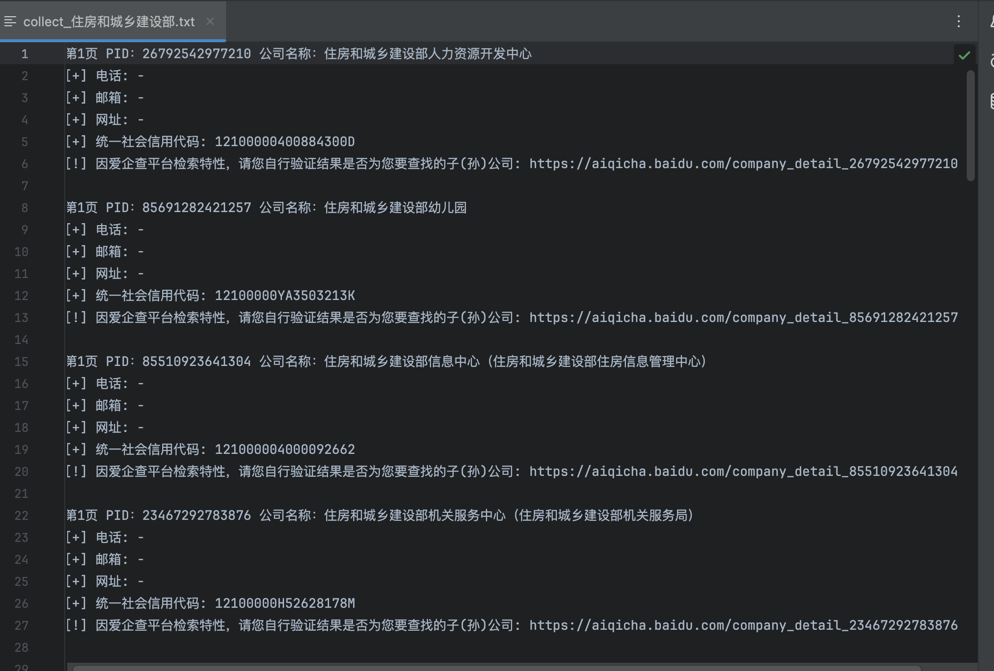 collect_住房和城乡建设部.txt
1 第1页 PID: 26792542977210 公司名称: 住房和城乡建设部人力资源开发中心
2 [+] 电话: -
3 [+] 邮箱: -
4 [+] 网址: -
5 [+] 统一社会信用代码: 12100000400884300D
6 [!] 因爱企查平台检索特性，请您自行验证结果是否为您要查找的子(孙)公司: https://aiqicha.baidu.com/company_detail_26792542977210
7
8 第1页 PID: 85691282421257 公司名称: 住房和城乡建设部幼儿园
9 [+] 电话: -
10 [+] 邮箱: -
11 [+] 网址: -
12 [+] 统一社会信用代码: 12100000YA3503213K
13 [!] 因爱企查平台检索特性，请您自行验证结果是否为您要查找的子(孙)公司: https://aiqicha.baidu.com/company_detail_85691282421257
14
15 第1页 PID: 85510923641304 公司名称: 住房和城乡建设部信息中心（住房和城乡建设部住房信息管理中心）
16 [+] 电话: -
17 [+] 邮箱: -
18 [+] 网址: -
19 [+] 统一社会信用代码: 121000004000092662
20 [!] 因爱企查平台检索特性，请您自行验证结果是否为您要查找的子(孙)公司: https://aiqicha.baidu.com/company_detail_85510923641304
21
22 第1页 PID: 23467292783876 公司名称: 住房和城乡建设部机关服务中心（住房和城乡建设部机关服务局）
23 [+] 电话: -
24 [+] 邮箱: -
25 [+] 网址: -
26 [+] 统一社会信用代码: 12100000H52628178M
27 [!] 因爱企查平台检索特性，请您自行验证结果是否为您要查找的子(孙)公司: https://aiqicha.baidu.com/company_detail_23467292783876
28
29